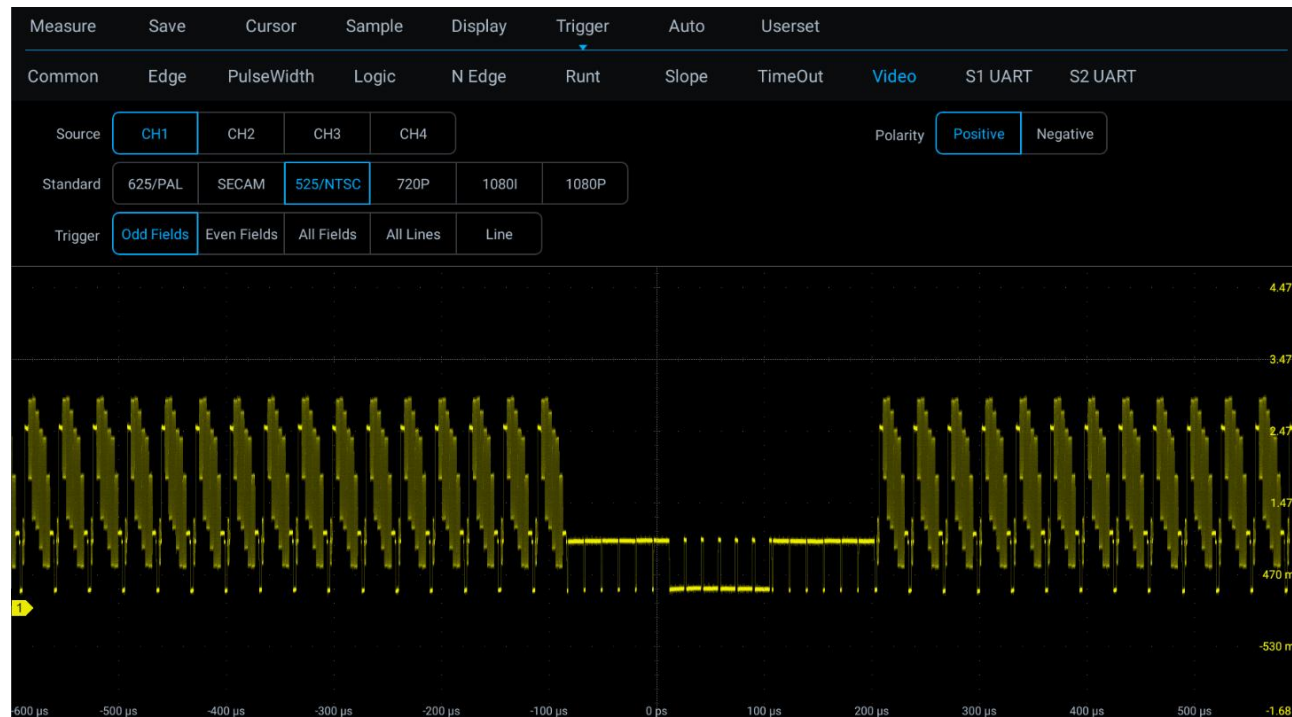 Measure Save Cursor Sample Display Trigger Auto Userset
Common Edge PulseWidth Logic N Edge Runt Slope TimeOut Video S1 UART S2 UART
Source CH1 CH2 CH3 CH4 Polarity Positive Negative
Standard 625/PAL SECAM 525/NTSC 720P 1080I 1080P
Trigger Odd Fields Even Fields All Fields All Lines Line
4.47
3.47
2.47
1.47
470 m
1
-530 m
-600 µs -500 µs -400 µs -300 µs -200 µs -100 µs 0 ps 100 µs 200 µs 300 µs 400 µs 500 µs -1.68